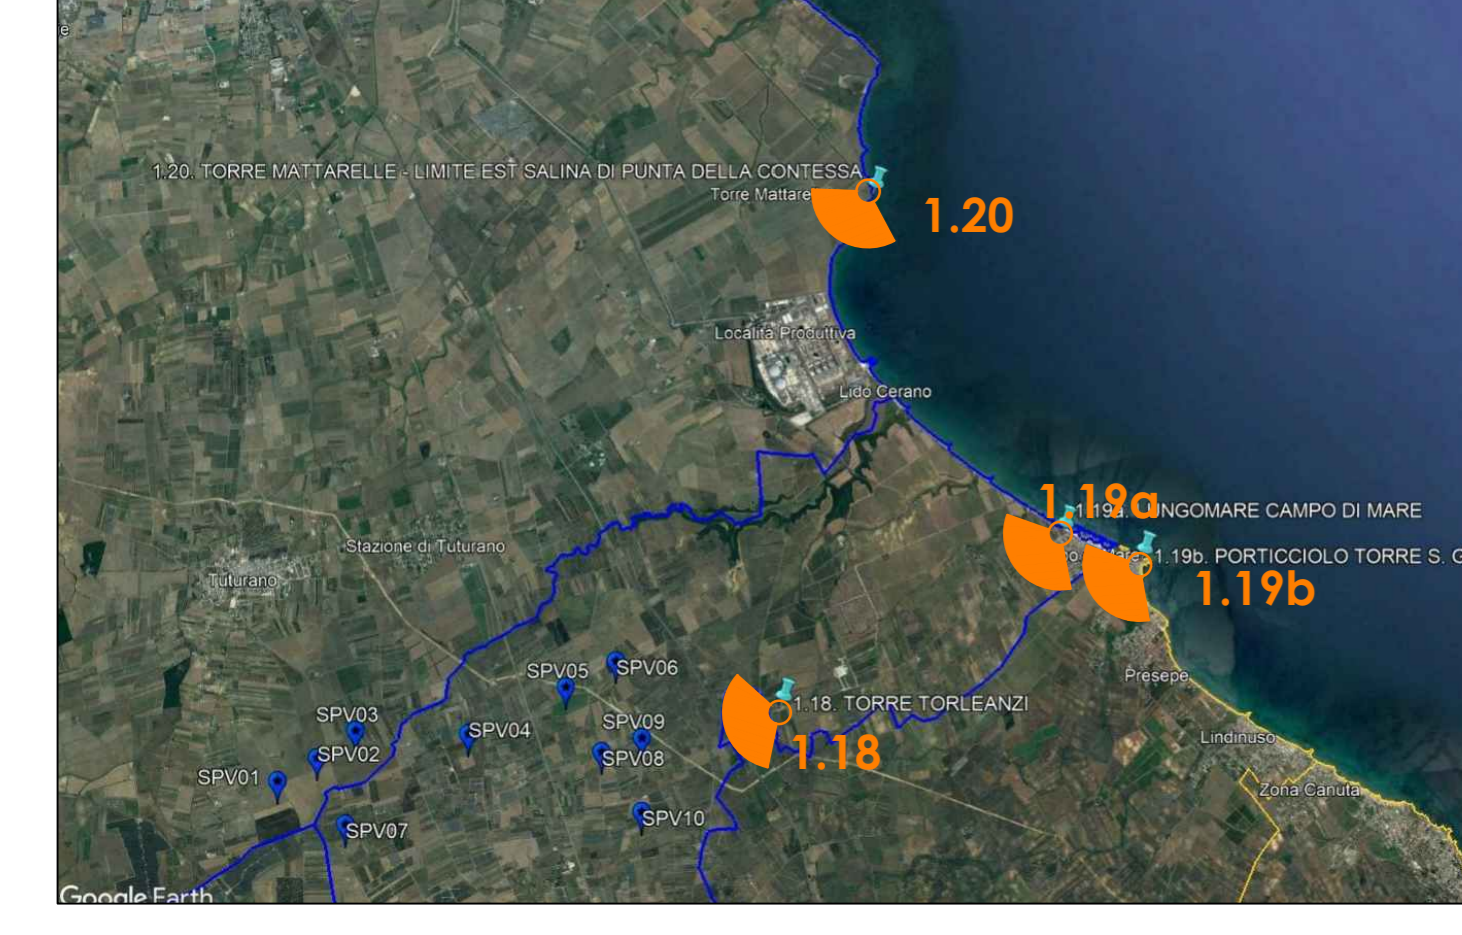 e
1.20. TORRE MATTARELLE - LIMITE EST SALINA DI PUNTA DELLA CONTESSA
Torre Mattare
1.20
Località Produttiva
Lido Cerano
1.19a
1.19a. UNGOMARE CAMPO DI MARE
Stazione di Tuturano
1.19b. PORTICCIOLO TORRE S. G
Tuturano
1.19b
SPV05
SPV06
Presepe
1.18. TORRE TORLEANZI
SPV03
SPV09
SPV04
Lindinuso
SPV02
SPV08
1.18
SPV01
Zona Canuta
SPV10
SPV07
Google Earth